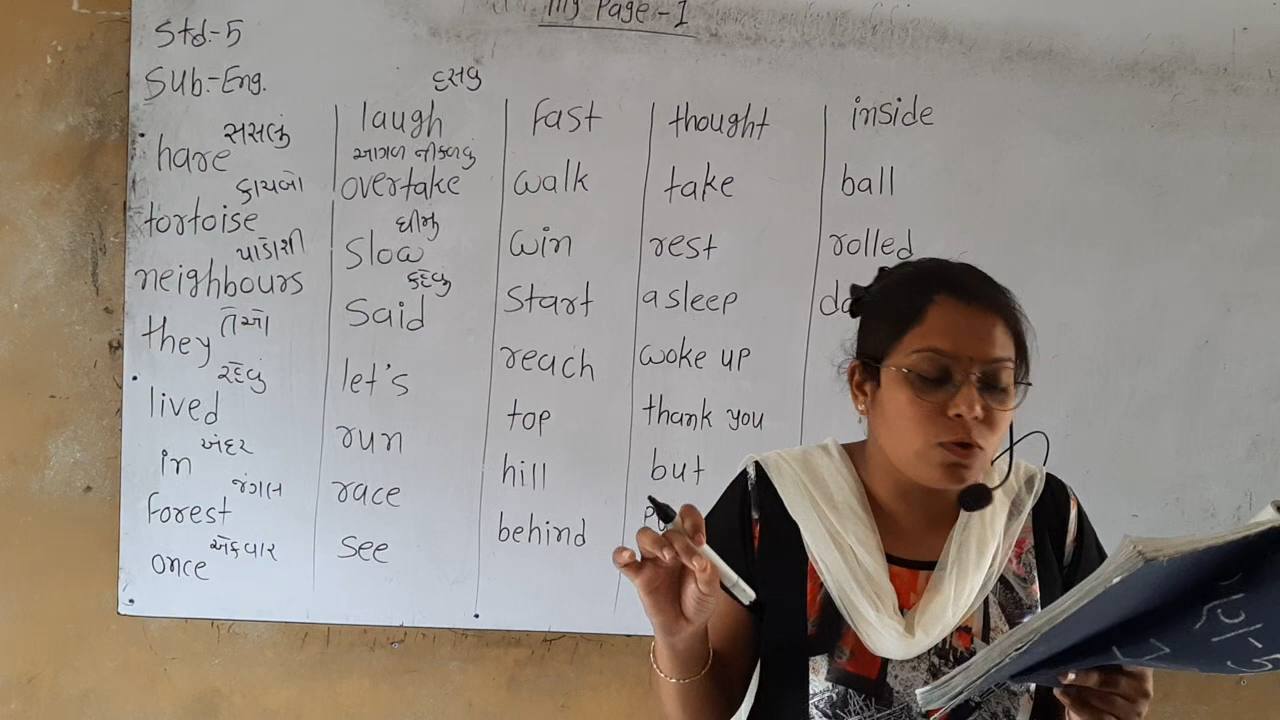 my Page-1
Std.-5
Sub.-Eng.
સસલું
hare
કાચબો
tortoise
પાડોશી
neighbours
તેઓ
they
રહેવું
lived
અંદર
in
જંગલ
forest
એકવાર
once
હસવું
laugh
આગળ નીકળવું
overtake
ધીમું
slow
કહેવું
said
let's
run
race
see
fast
walk
win
start
reach
top
hill
behind
thought
take
rest
asleep
woke up
thank you
but
inside
ball
rolled